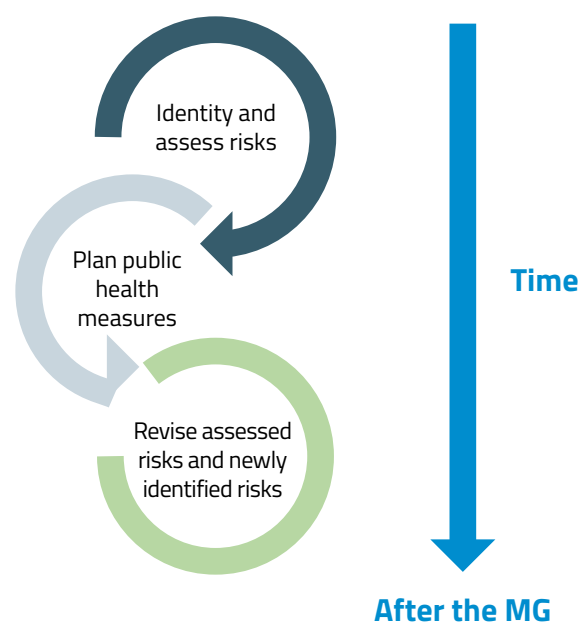 Identity and
assess risks
Plan public
health
measures
Time
Revise assessed
risks and newly
identified risks
After the MG